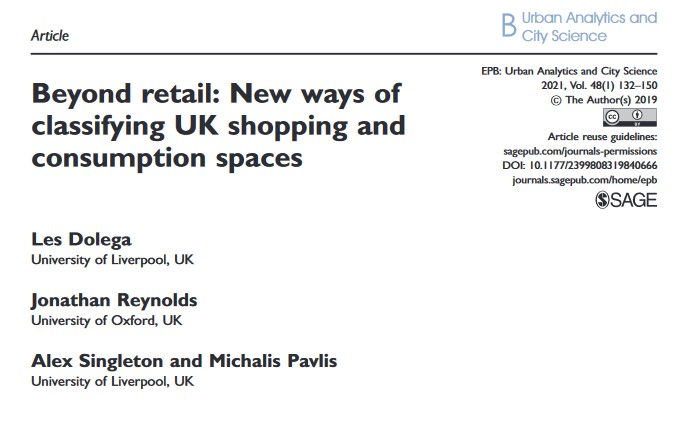 Article
B Urban Analytics and
City Science
EPB: Urban Analytics and City Science
2021, Vol. 48(1) 132–150
© The Author(s) 2019
cc BY
Article reuse guidelines:
sagepub.com/journals-permissions
DOI: 10.1177/2399808319840666
journals.sagepub.com/home/epb
SAGE
Beyond retail: New ways of
classifying UK shopping and
consumption spaces
Les Dolega
University of Liverpool, UK
Jonathan Reynolds
University of Oxford, UK
Alex Singleton and Michalis Pavlis
University of Liverpool, UK